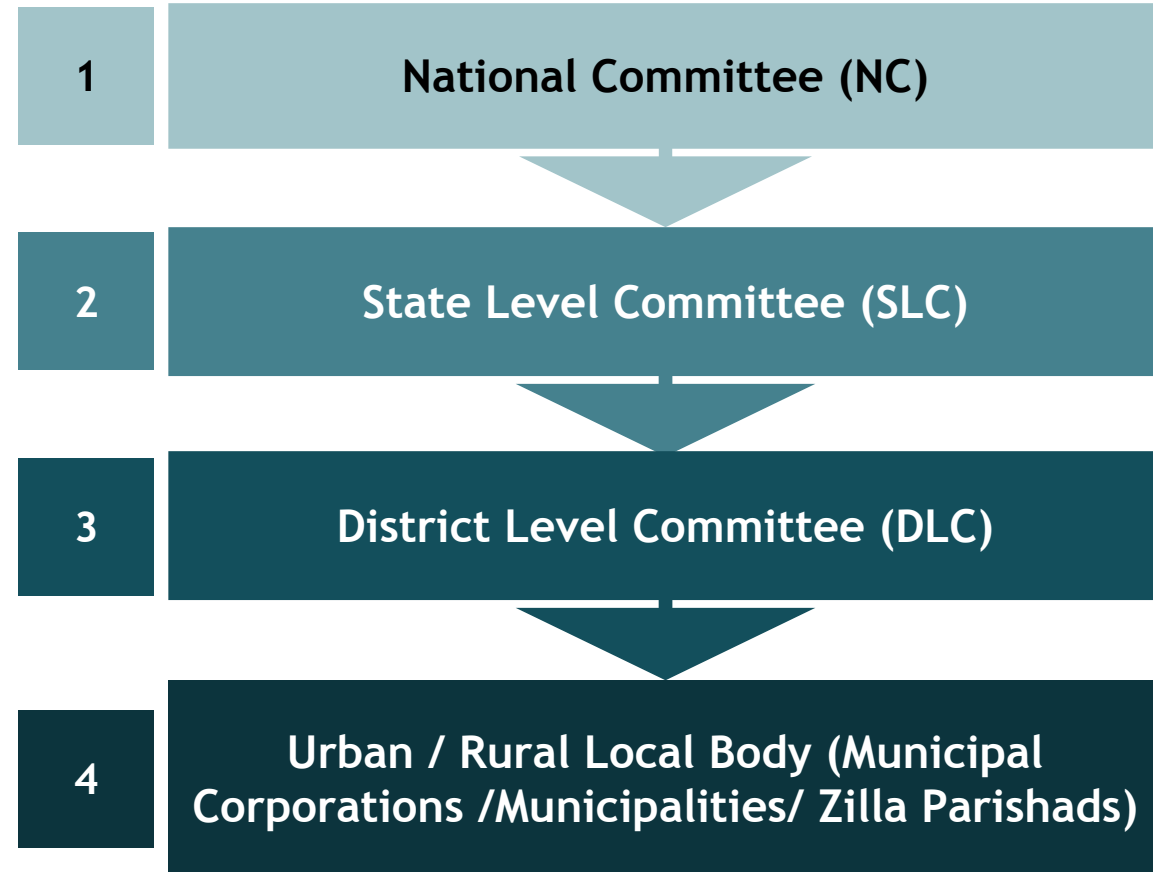 1
National Committee (NC)
2
State Level Committee (SLC)
3
District Level Committee (DLC)
4
Urban / Rural Local Body (Municipal
Corporations /Municipalities/ Zilla Parishads)